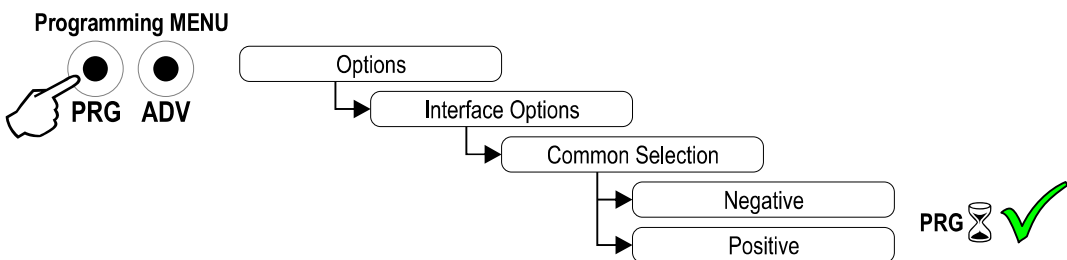 Programming MENU
PRG ADV
Options
Interface Options
Common Selection
Negative
Positive
PRG